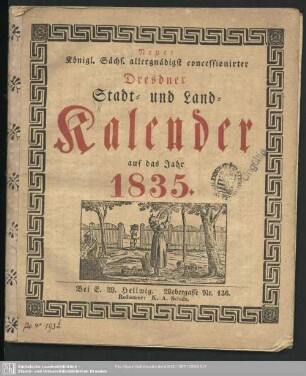 Neuer
Königl. Sächs. allergnädigst concessionirter
Dresdner
Stadt- und Land-
Kalender
auf das Jahr
1835.
Bei E. W. Hellwig. Webergasse Nr. 136.
Redacteur: K. A.